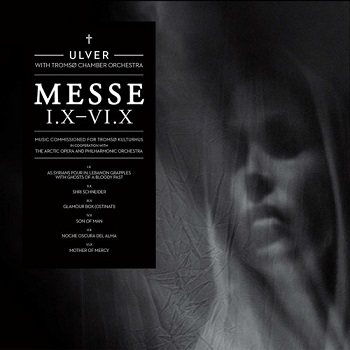 ULVER
WITH TROMSØ CHAMBER ORCHESTRA
MESSE
I.X–VI.X
MUSIC COMMISSIONED FOR TROMSØ KULTURHUS
IN COOPERATION WITH
THE ARCTIC OPERA AND PHILHARMONIC ORCHESTRA
I.X
AS SYRIANS POUR IN LEBANON GRAPPLES
WITH GHOSTS OF A BLOODY PAST
II.X
SHRI SCHNEIDER
III.X
GLAMOUR BOX (OSTINATI)
IV.X
SON OF MAN
V.X
NOCHE OSCURA DEL ALMA
VI.X
MOTHER OF MERCY